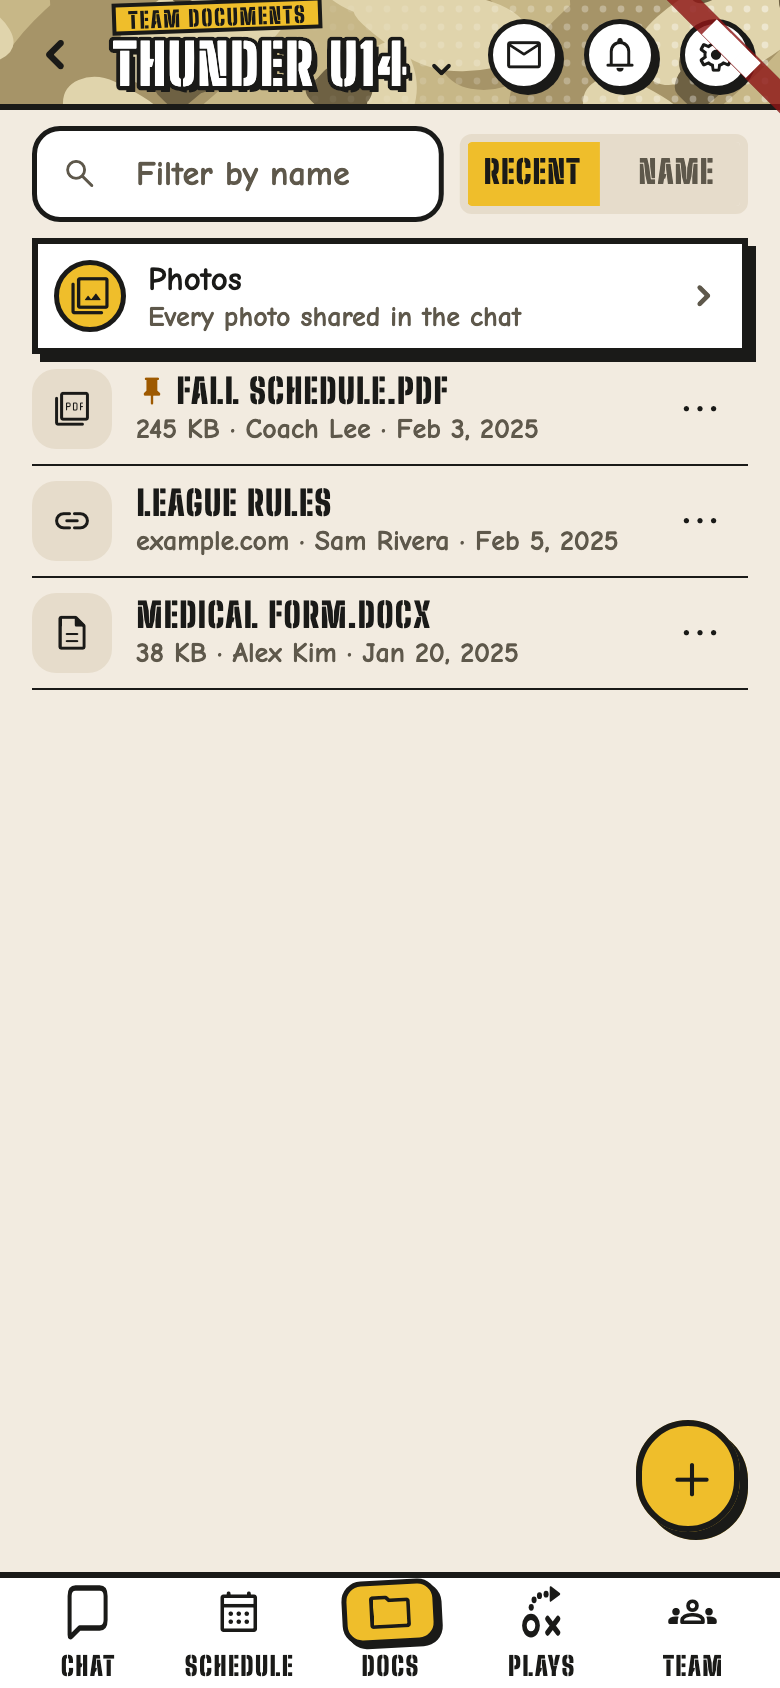 TEAM DOCUMENTS
THUNDER U14
Filter by name
RECENT
NAME
Photos
Every photo shared in the chat
PDF
FALL SCHEDULE.PDF
245 KB · Coach Lee · Feb 3, 2025
LEAGUE RULES
example.com · Sam Rivera · Feb 5, 2025
MEDICAL FORM.DOCX
38 KB · Alex Kim · Jan 20, 2025
CHAT
SCHEDULE
DOCS
PLAYS
TEAM